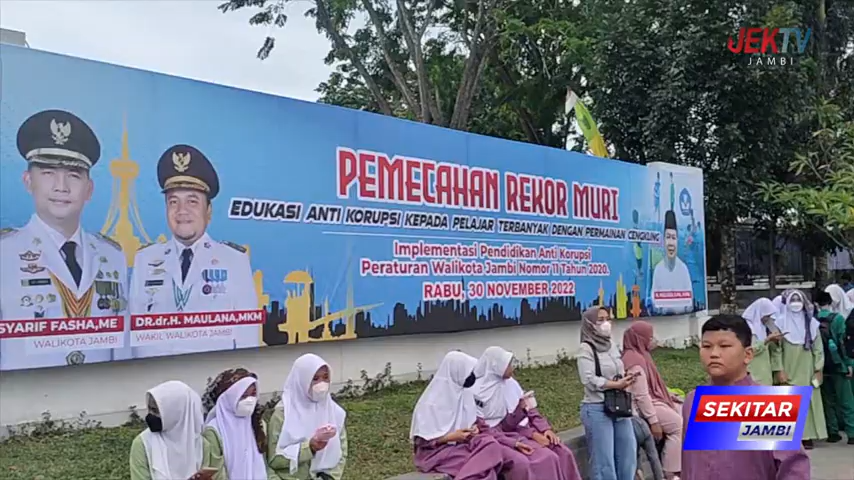 JEKTV
JAMBI
PEMECAHAN REKOR MURI
EDUKASI ANTI KORUPSI KEPADA PELAJAR TERBANYAK DENGAN PERMAINAN CENGKLUNG
Implementasi Pendidikan Anti Korupsi
Peraturan Walikota Jambi Nomor 11 Tahun 2020.
RABU, 30 NOVEMBER 2022
SYARIF FASHA,ME
WALIKOTA JAMBI
DR.dr.H. MAULANA,MKM
WAKIL WALIKOTA JAMBI
SEKITAR
JAMBI